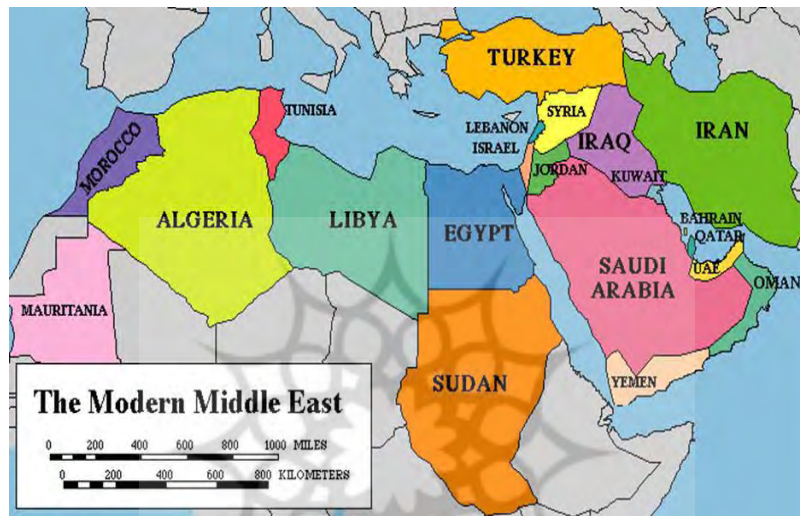 TURKEY
TUNISIA
SYRIA
LEBANON
ISRAEL
IRAQ
IRAN
MOROCCO
JORDAN
KUWAIT
ALGERIA
LIBYA
EGYPT
BAHRAIN
QATAR
SAUDI
ARABIA
UAE
OMAN
MAURITANIA
SUDAN
YEMEN
The Modern Middle East
0 200 400 600 800 1000 MILES
0 200 400 600 800 KILOMETERS